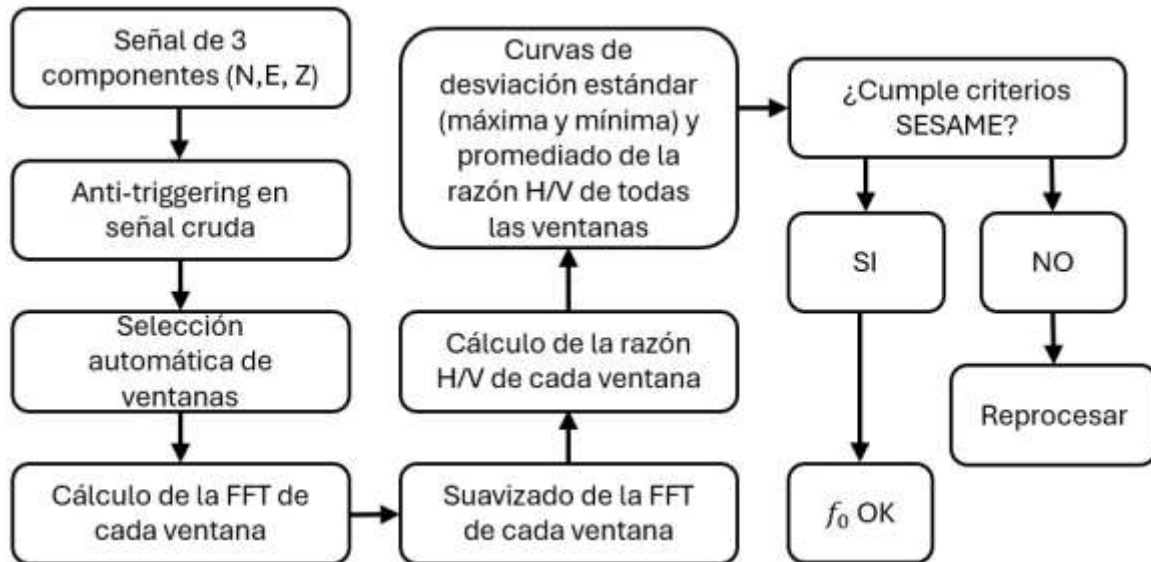 Señal de 3
componentes (N,E, Z)
Anti-triggering en
señal cruda
Selección
automática de
ventanas
Cálculo de la FFT de
cada ventana
Suavizado de la FFT
de cada ventana
Cálculo de la razón
H/V de cada ventana
Curvas de
desviación estándar
(máxima y mínima) y
promediado de la
razón H/V de todas
las ventanas
¿Cumple criterios
SESAME?
SI
NO
f₀ OK
Reprocesar